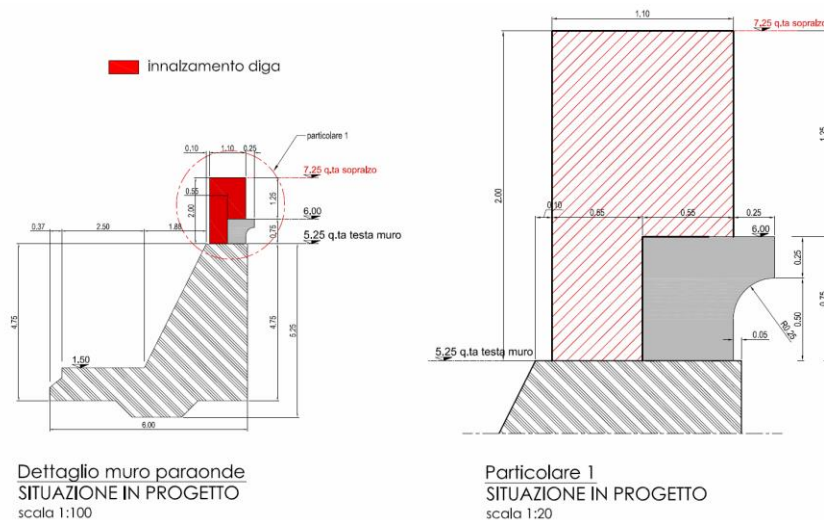 innalzamento diga
particolare 1
0.10 1.10 0.25
7.25 q.ta sopralzo
0.55
2.00
1.25
6.00
0.75
5.25 q.ta testa muro
0.37 2.50 1.88
4.75
1.50
4.75
5.25
6.00
Dettaglio muro paraonde
SITUAZIONE IN PROGETTO
scala 1:100
1.10
7.25 q.ta sopralzo
2.00
1.25
0.10
0.55 0.55 0.25
6.00
0.25
0.50
0.75
R0.25
0.05
5.25 q.ta testa muro
Particolare 1
SITUAZIONE IN PROGETTO
scala 1:20